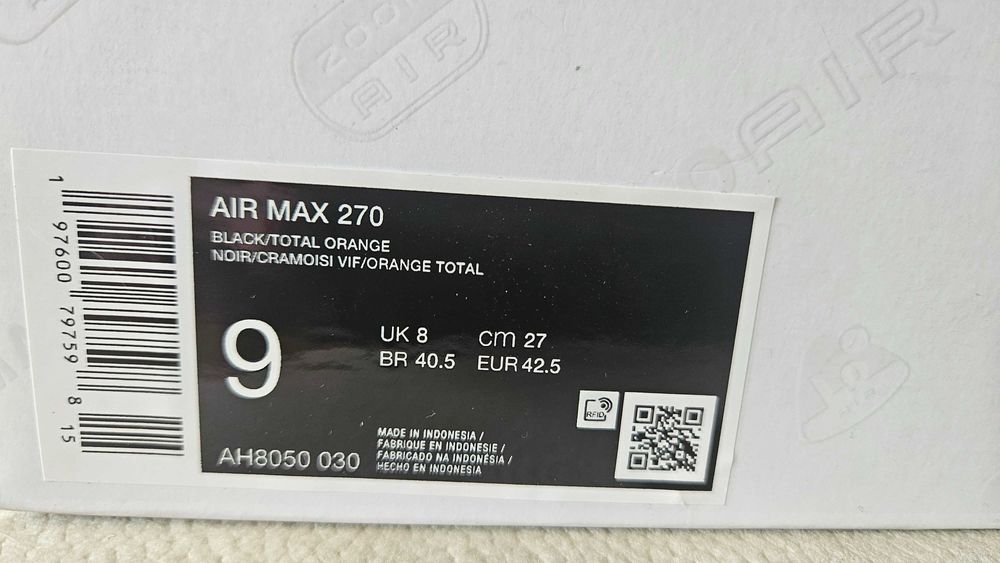 ZOOM
AIR
AIR
AIR MAX 270
BLACK/TOTAL ORANGE
NOIR/CRAMOISI VIF/ORANGE TOTAL
9
UK 8 cm 27
BR 40.5 EUR 42.5
RFID
AH8050 030
MADE IN INDONESIA /
FABRIQUE EN INDONESIE /
FABRICADO NA INDONÉSIA /
HECHO EN INDONESIA
1 97600 79759 8 15